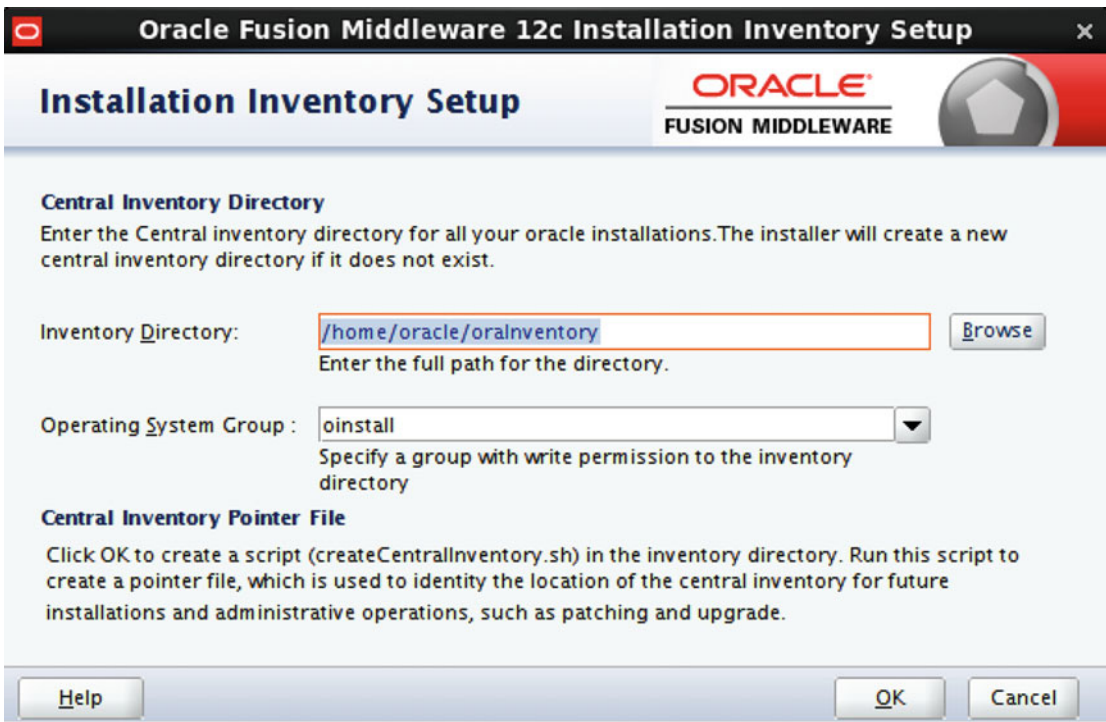 Oracle Fusion Middleware 12c Installation Inventory Setup
Installation Inventory Setup
ORACLE
FUSION MIDDLEWARE
Central Inventory Directory
Enter the Central inventory directory for all your oracle installations.The installer will create a new
central inventory directory if it does not exist.
Inventory Directory: /home/oracle/oraInventory Browse
Enter the full path for the directory.
Operating System Group : oinstall
Specify a group with write permission to the inventory
directory
Central Inventory Pointer File
Click OK to create a script (createCentralInventory.sh) in the inventory directory. Run this script to
create a pointer file, which is used to identity the location of the central inventory for future
installations and administrative operations, such as patching and upgrade.
Help OK Cancel